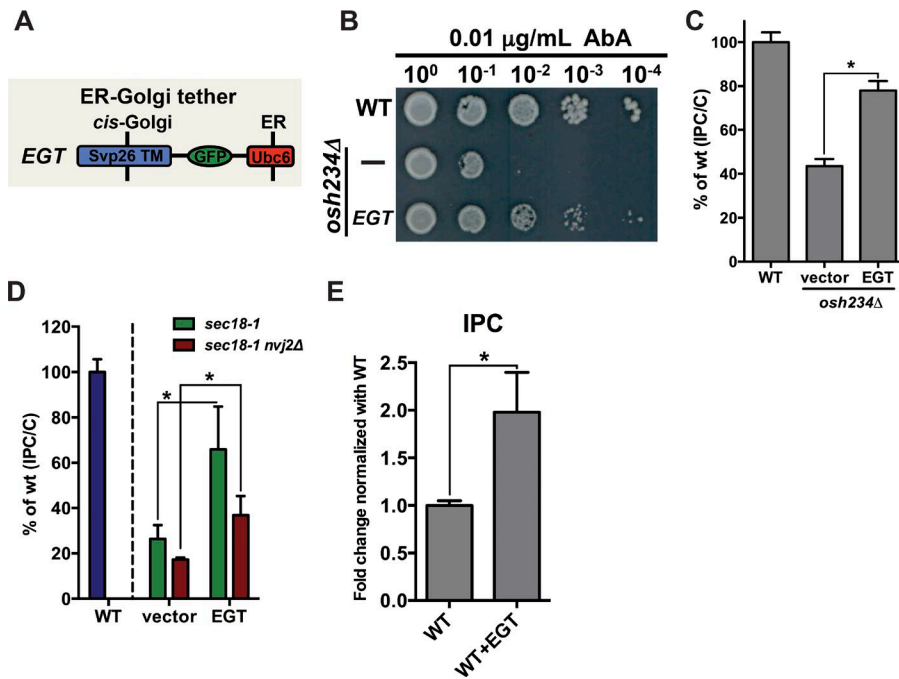 A
ER-Golgi tether
cis-Golgi ER
EGT Svp26 TM GFP Ubc6
B
0.01 μg/mL AbA
10⁰ 10⁻¹ 10⁻² 10⁻³ 10⁻⁴
WT
osh234Δ
—
EGT
C
% of wt (IPC/C)
100
80
60
40
20
0
*
WT vector EGT
osh234Δ
D
sec18-1
sec18-1 nvj2Δ
% of wt (IPC/C)
120
100
80
60
40
20
0
* *
WT vector EGT
E
IPC
Fold change normalized with WT
2.5
2.0
1.5
1.0
0.5
0.0
*
WT
WT+EGT